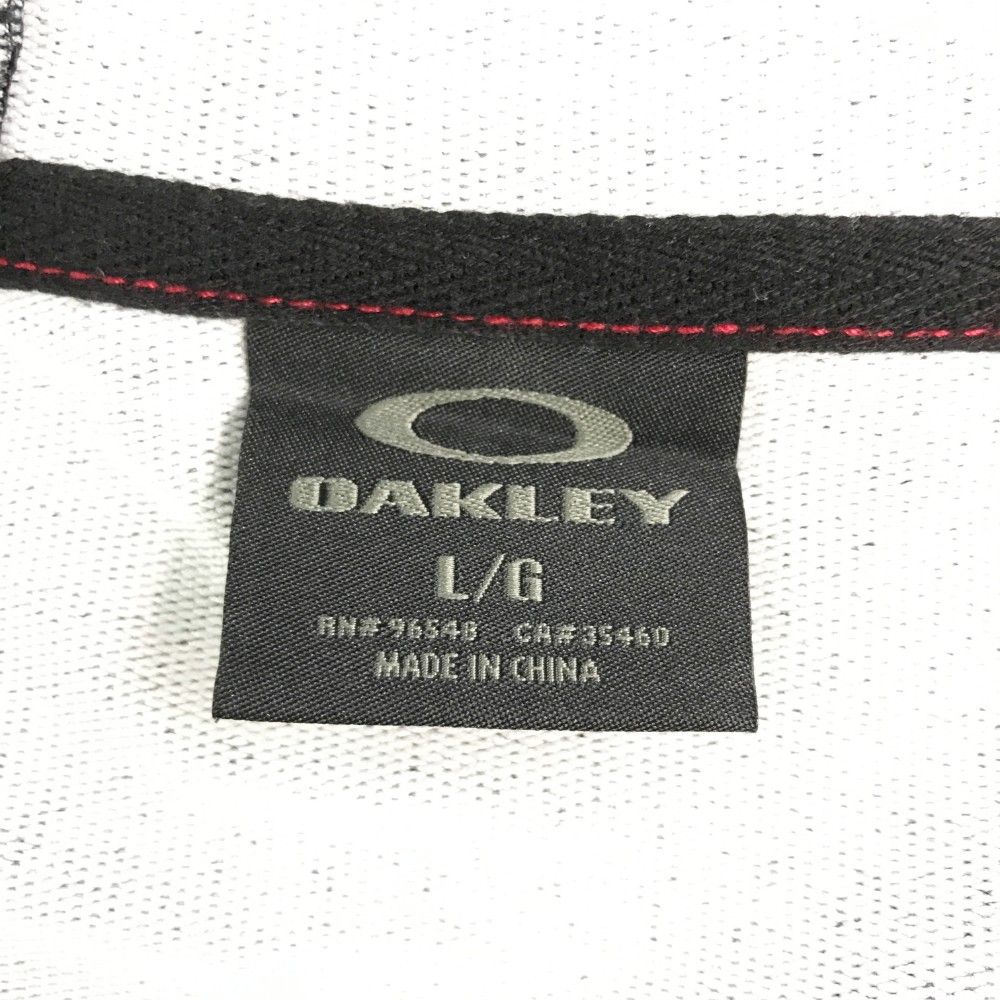 OAKLEY
L/G
RN# 96548 CA# 35460
MADE IN CHINA